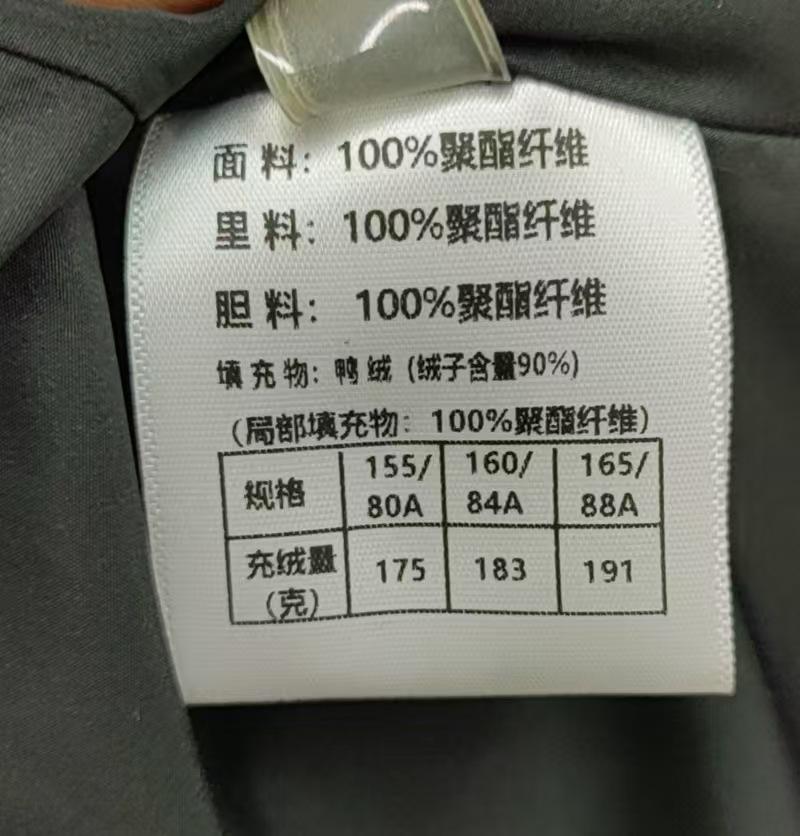 面 料：100%聚酯纤维
里 料：100%聚酯纤维
胆 料：100%聚酯纤维
填 充 物：鸭 绒 (绒子含量90%)
(局部填充物：100%聚酯纤维)
规格 155/80A 160/84A 165/88A
充绒量(克) 175 183 191